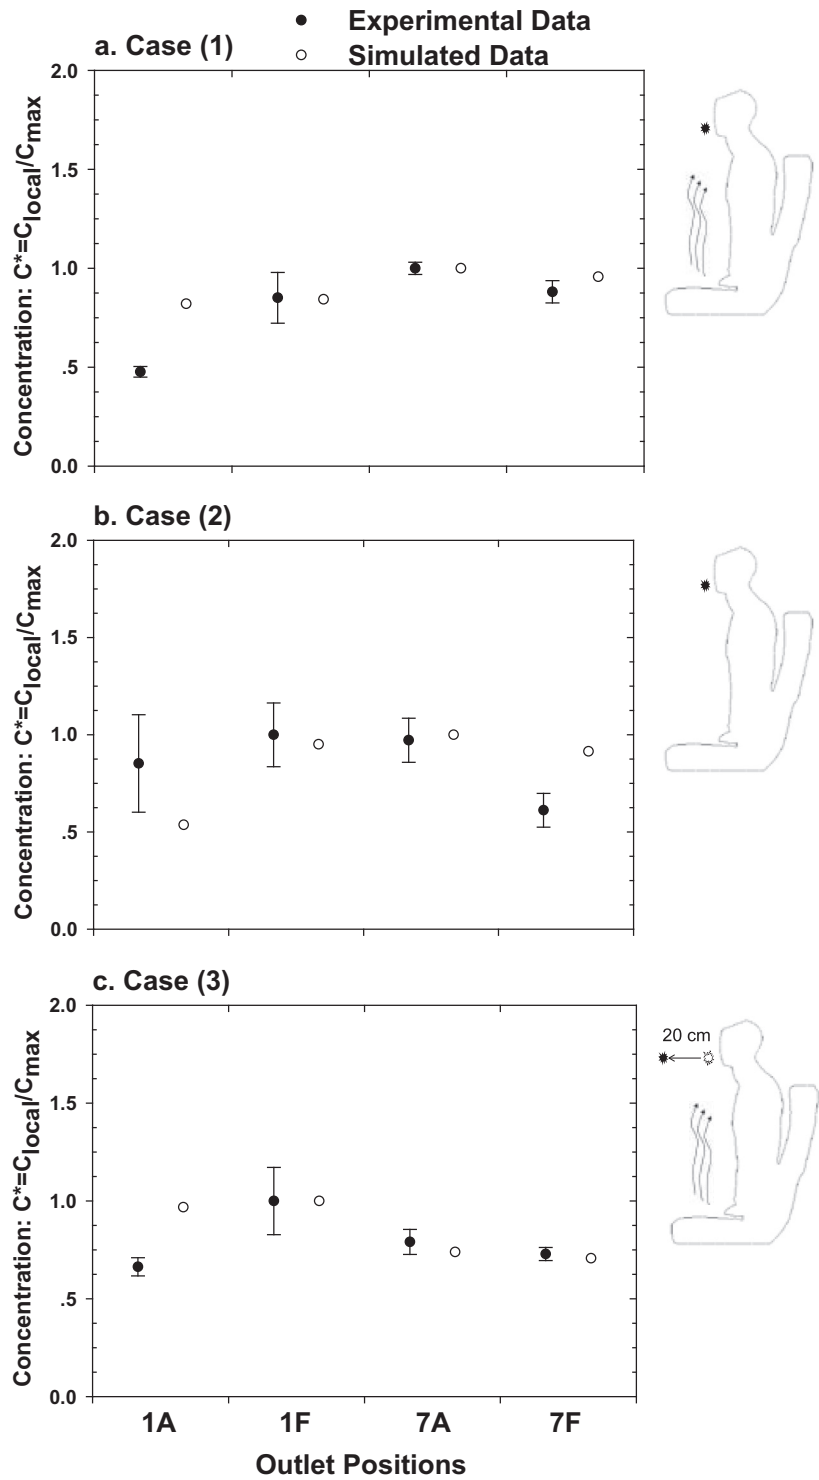 Experimental Data
Simulated Data
a. Case (1)
2.0
1.5
1.0
.5
0.0
Concentration: C*=Clocal/Cmax
b. Case (2)
2.0
1.5
1.0
.5
0.0
Concentration: C*=Clocal/Cmax
c. Case (3)
2.0
1.5
1.0
.5
0.0
Concentration: C*=Clocal/Cmax
20 cm
1A 1F 7A 7F
Outlet Positions